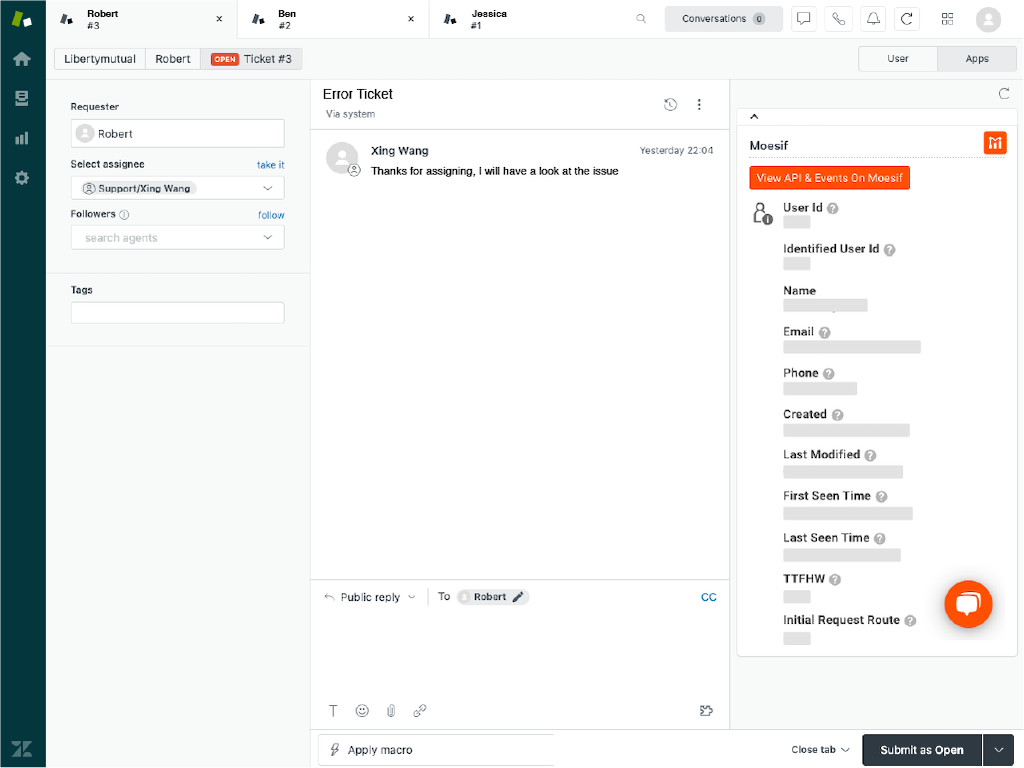 Robert
#3
×
Ben
#2
×
Jessica
#1
Conversations 0
Libertymutual
Robert
OPEN Ticket #3
User
Apps
Requester
Robert
Select assignee
take it
Support/Xing Wang
Followers
follow
search agents
Tags
Error Ticket
Via system
Xing Wang
Yesterday 22:04
Thanks for assigning, I will have a look at the issue
Public reply
To
Robert
CC
T
Apply macro
Close tab
Submit as Open
Moesif
View API & Events On Moesif
User Id ?
Identified User Id ?
Name
Email ?
Phone ?
Created ?
Last Modified ?
First Seen Time ?
Last Seen Time ?
TTFHW ?
Initial Request Route ?